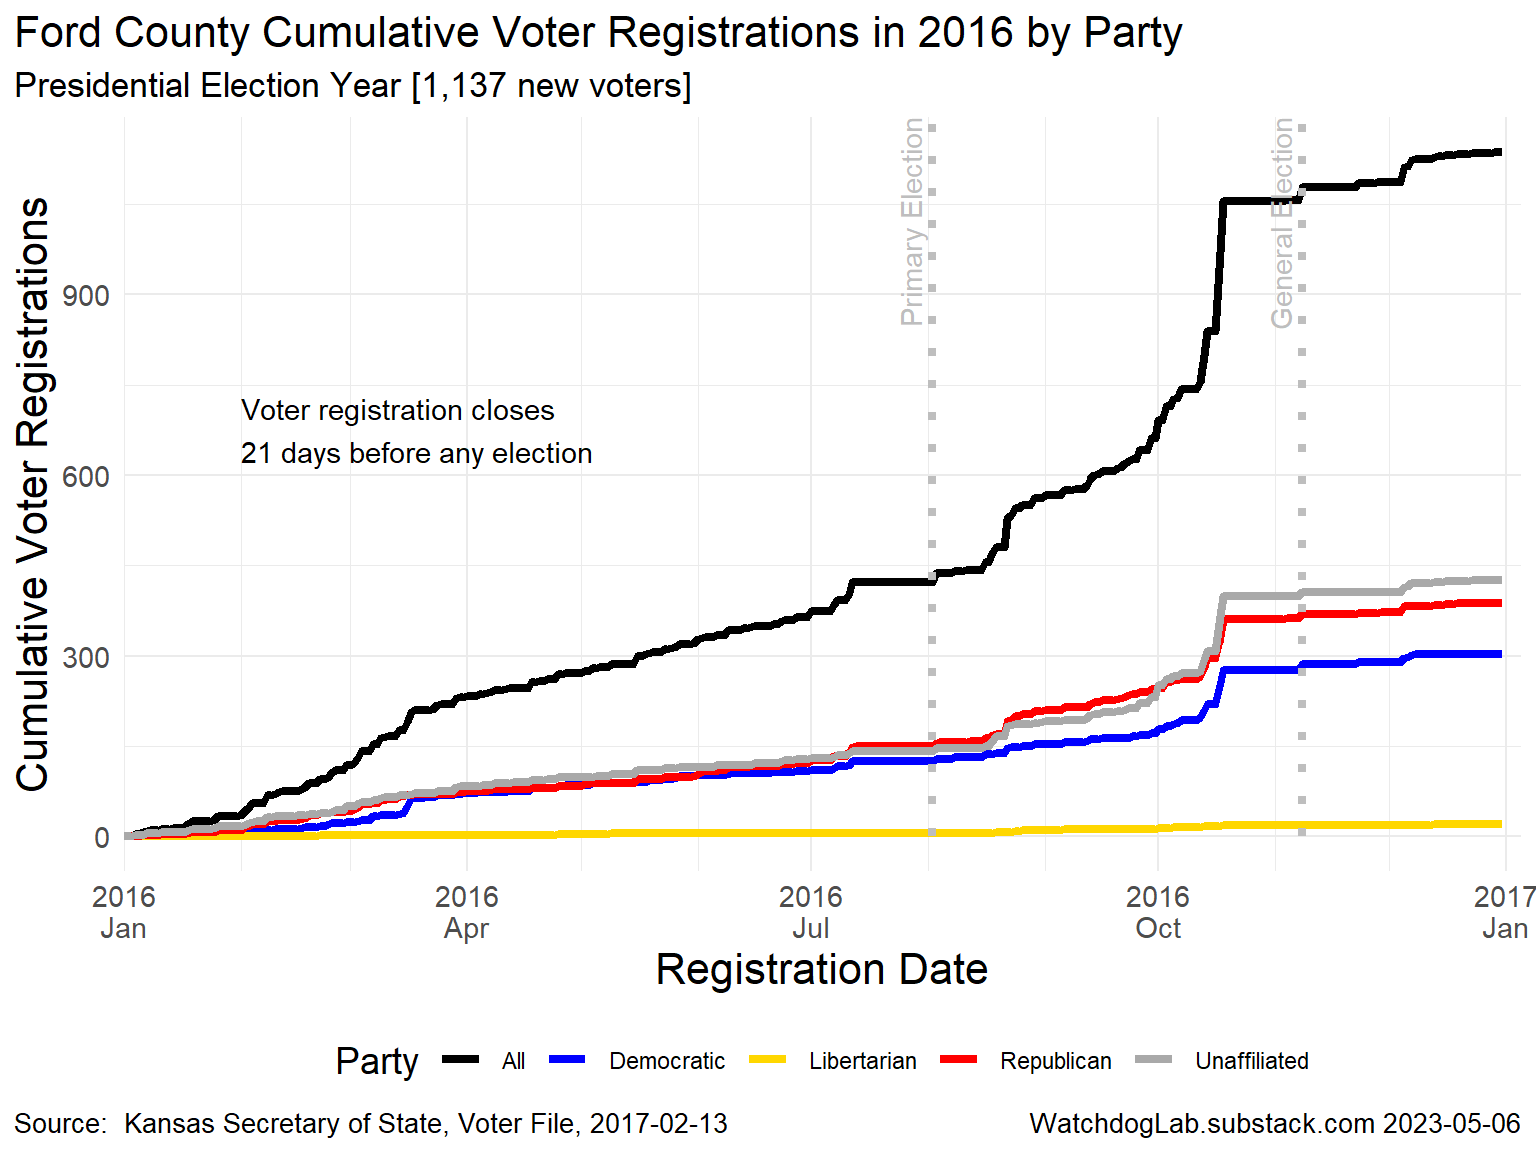 Ford County Cumulative Voter Registrations in 2016 by Party
Presidential Election Year [1,137 new voters]
Cumulative Voter Registrations
900
600
300
0
Primary Election
General Election
Voter registration closes
21 days before any election
2016 2016 2016 2016 2017
Jan Apr Jul Oct Jan
Registration Date
Party All Democratic Libertarian Republican Unaffiliated
Source:  Kansas Secretary of State, Voter File, 2017-02-13
WatchdogLab.substack.com 2023-05-06